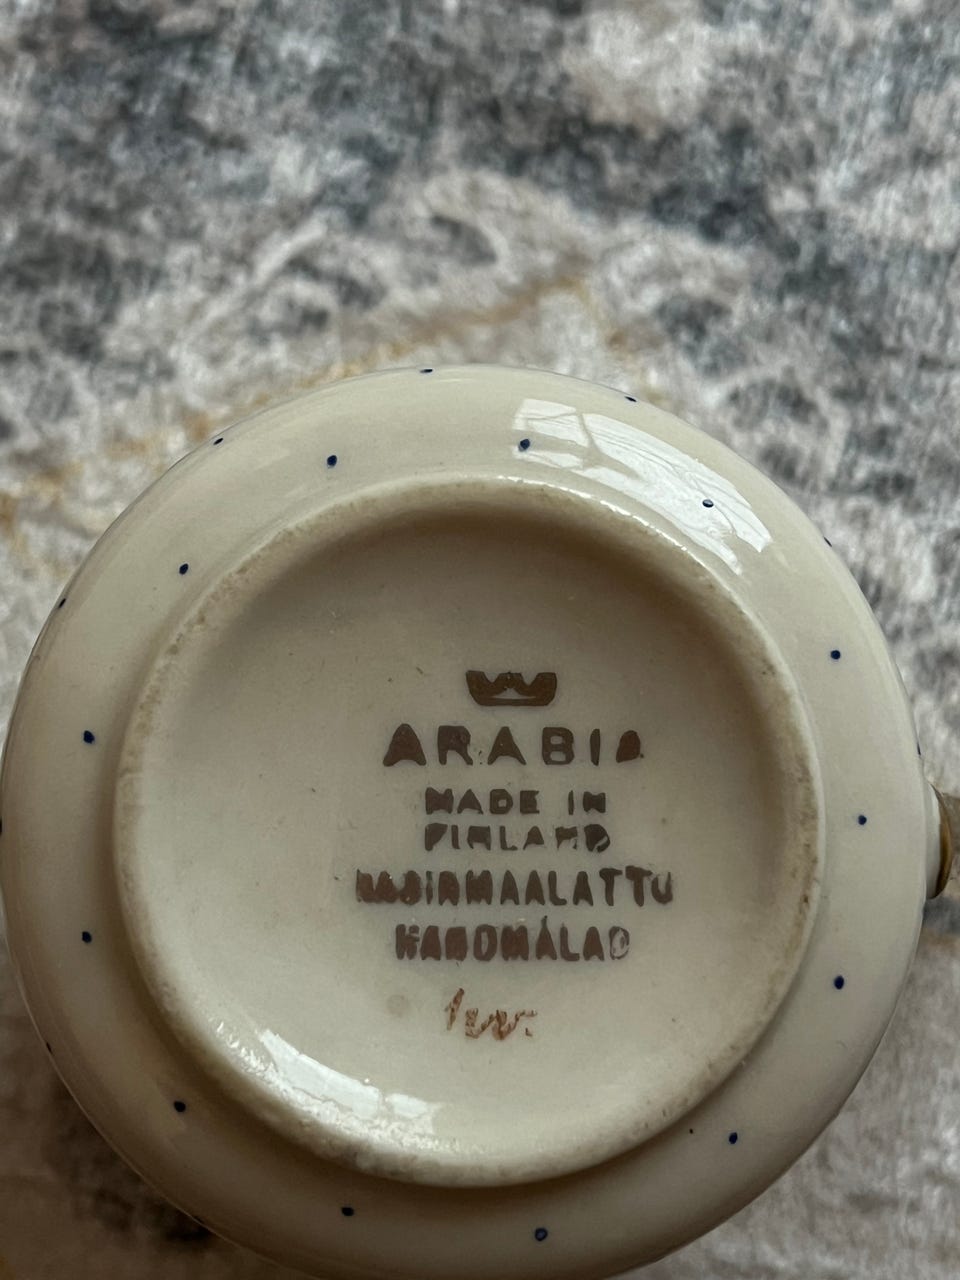 ARABIA
MADE IN
FINLAND
KÄSINMAALATTU
HANDMÅLAD